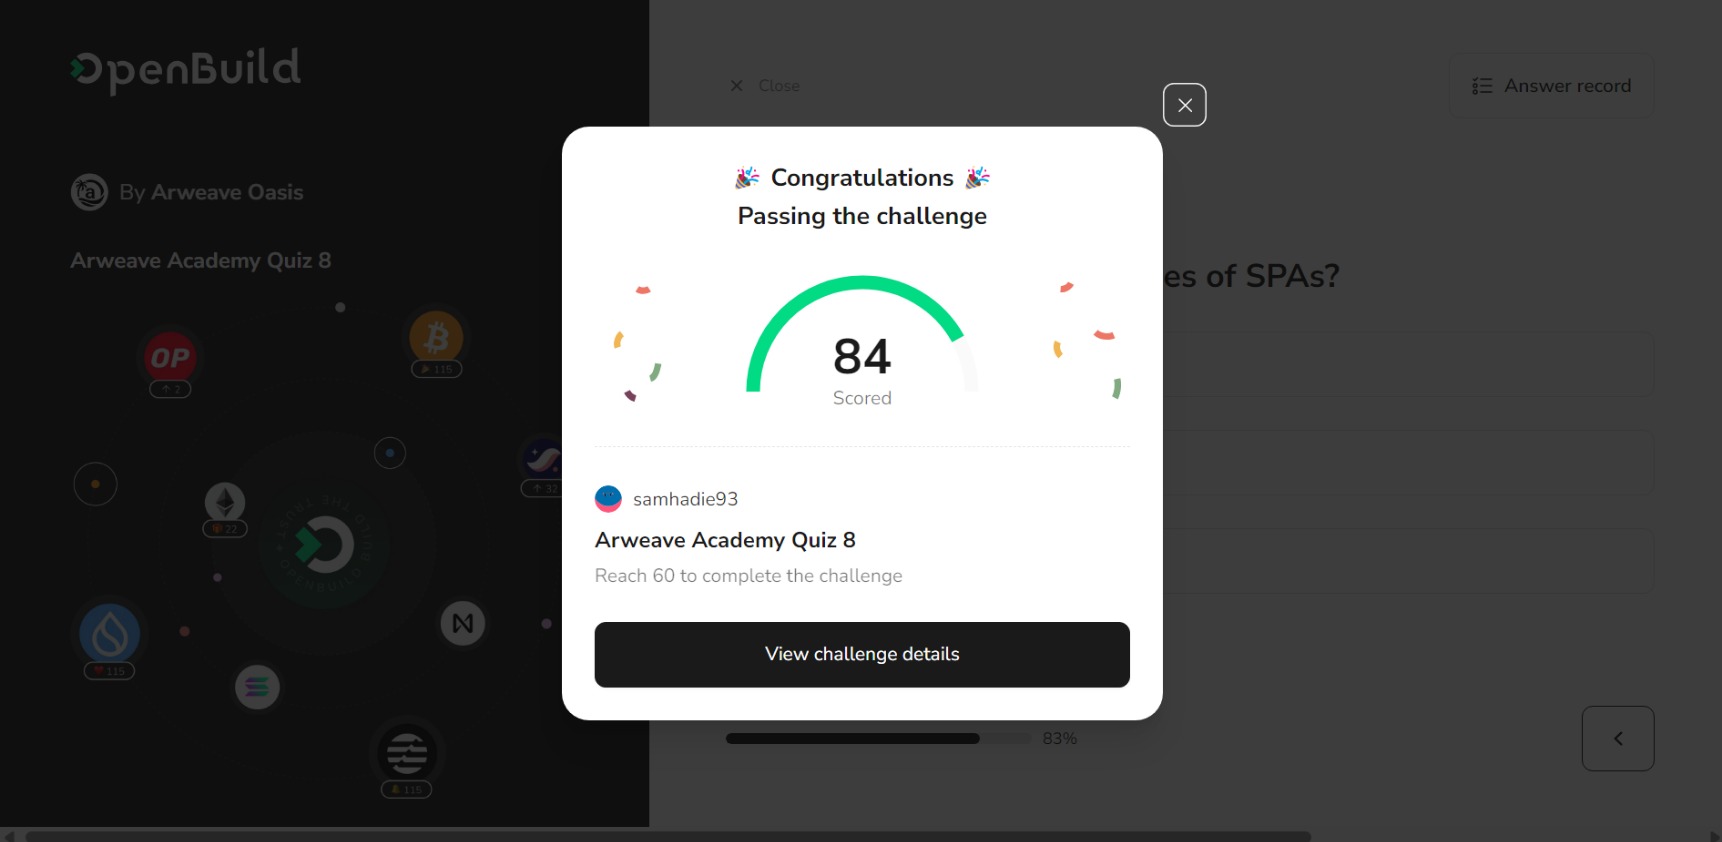 OpenBuild
By Arweave Oasis
Arweave Academy Quiz 8
OP
2
115
32
22
115
115
Close
Answer record
es of SPAs?
Congratulations
Passing the challenge
84
Scored
samhadie93
Arweave Academy Quiz 8
Reach 60 to complete the challenge
View challenge details
83%